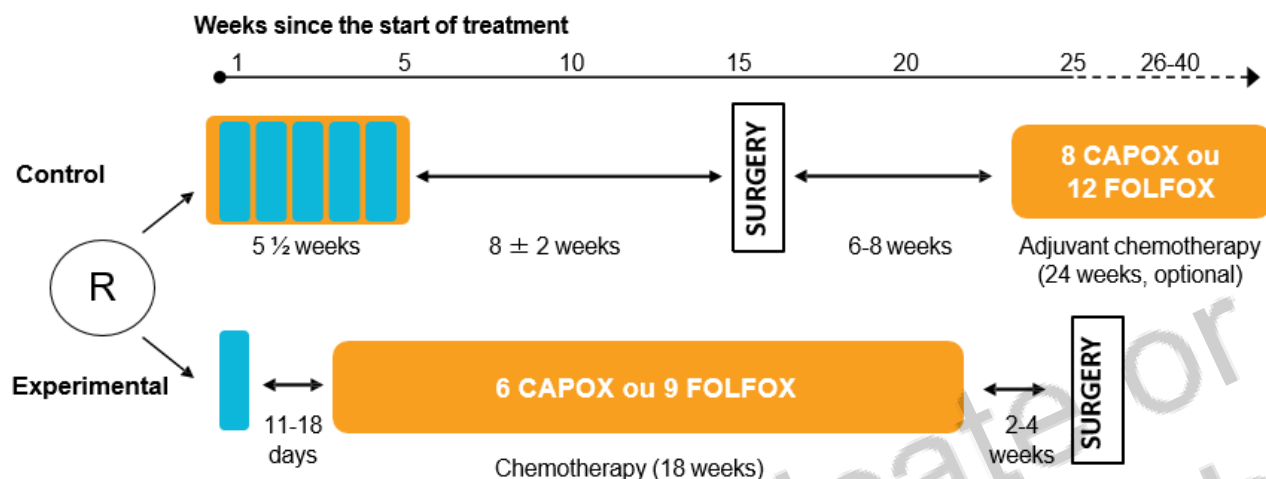 Weeks since the start of treatment
1 5 10 15 20 25 26-40
Control
SURGERY
8 CAPOX ou
12 FOLFOX
5 ½ weeks
8 ± 2 weeks
6-8 weeks
Adjuvant chemotherapy
(24 weeks, optional)
R
Experimental
6 CAPOX ou 9 FOLFOX
SURGERY
11-18
days
2-4
weeks
Chemotherapy (18 weeks)